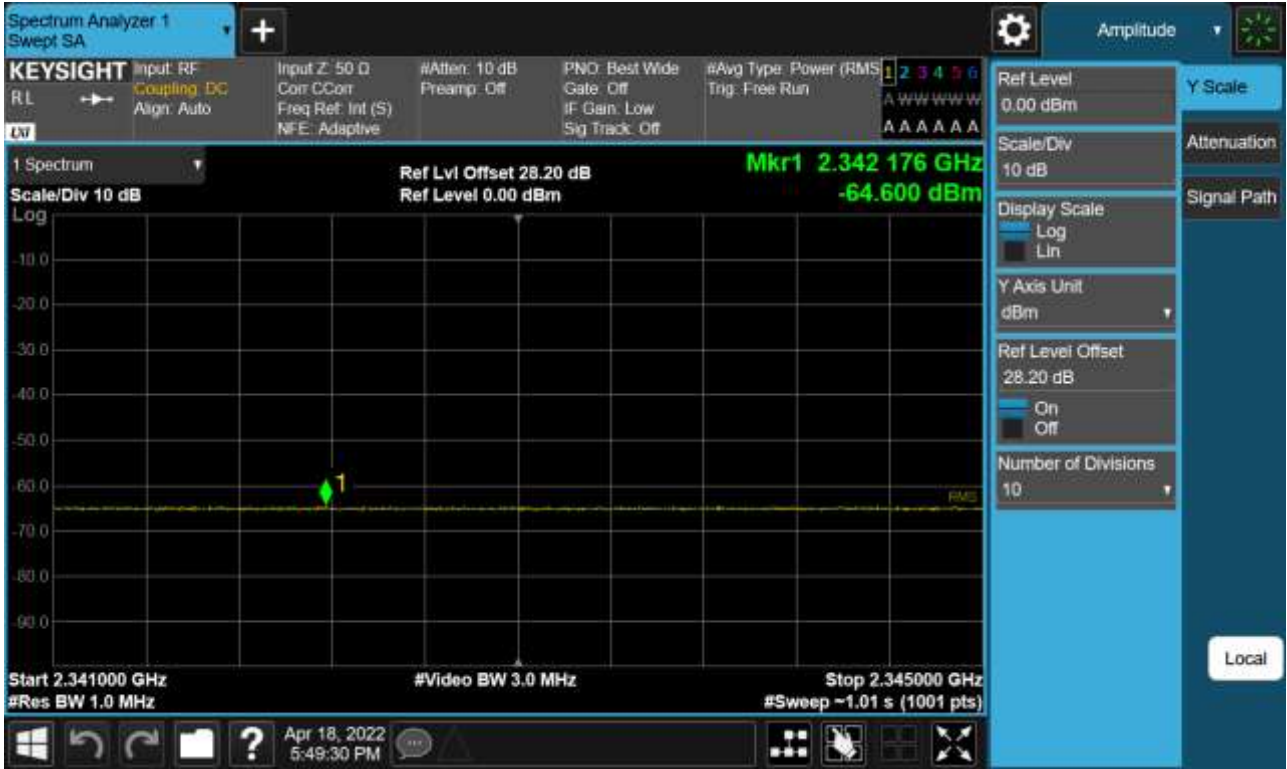 Spectrum Analyzer 1
Swept SA
+
Amplitude
KEYSIGHT
RL
LXI
Input: RF
Coupling: DC
Align: Auto
Input Z: 50 Ω
Corr CCorr
Freq Ref: Int (S)
NFE: Adaptive
#Atten: 10 dB
Preamp: Off
PNO: Best Wide
Gate: Off
IF Gain: Low
Sig Track: Off
#Avg Type: Power (RMS
Trig: Free Run
1 2 3 4 5 6
A W W W W W
A A A A A A
1 Spectrum
Scale/Div 10 dB
Ref Lvl Offset 28.20 dB
Ref Level 0.00 dBm
Mkr1 2.342 176 GHz
-64.600 dBm
Log
-10.0
-20.0
-30.0
-40.0
-50.0
-60.0
-70.0
-80.0
-90.0
1
RMS
Start 2.341000 GHz
#Res BW 1.0 MHz
#Video BW 3.0 MHz
Stop 2.345000 GHz
#Sweep ~1.01 s (1001 pts)
Ref Level
0.00 dBm
Scale/Div
10 dB
Display Scale
Log
Lin
Y Axis Unit
dBm
Ref Level Offset
28.20 dB
On
Off
Number of Divisions
10
Y Scale
Attenuation
Signal Path
Local
?
Apr 18, 2022
5:49:30 PM